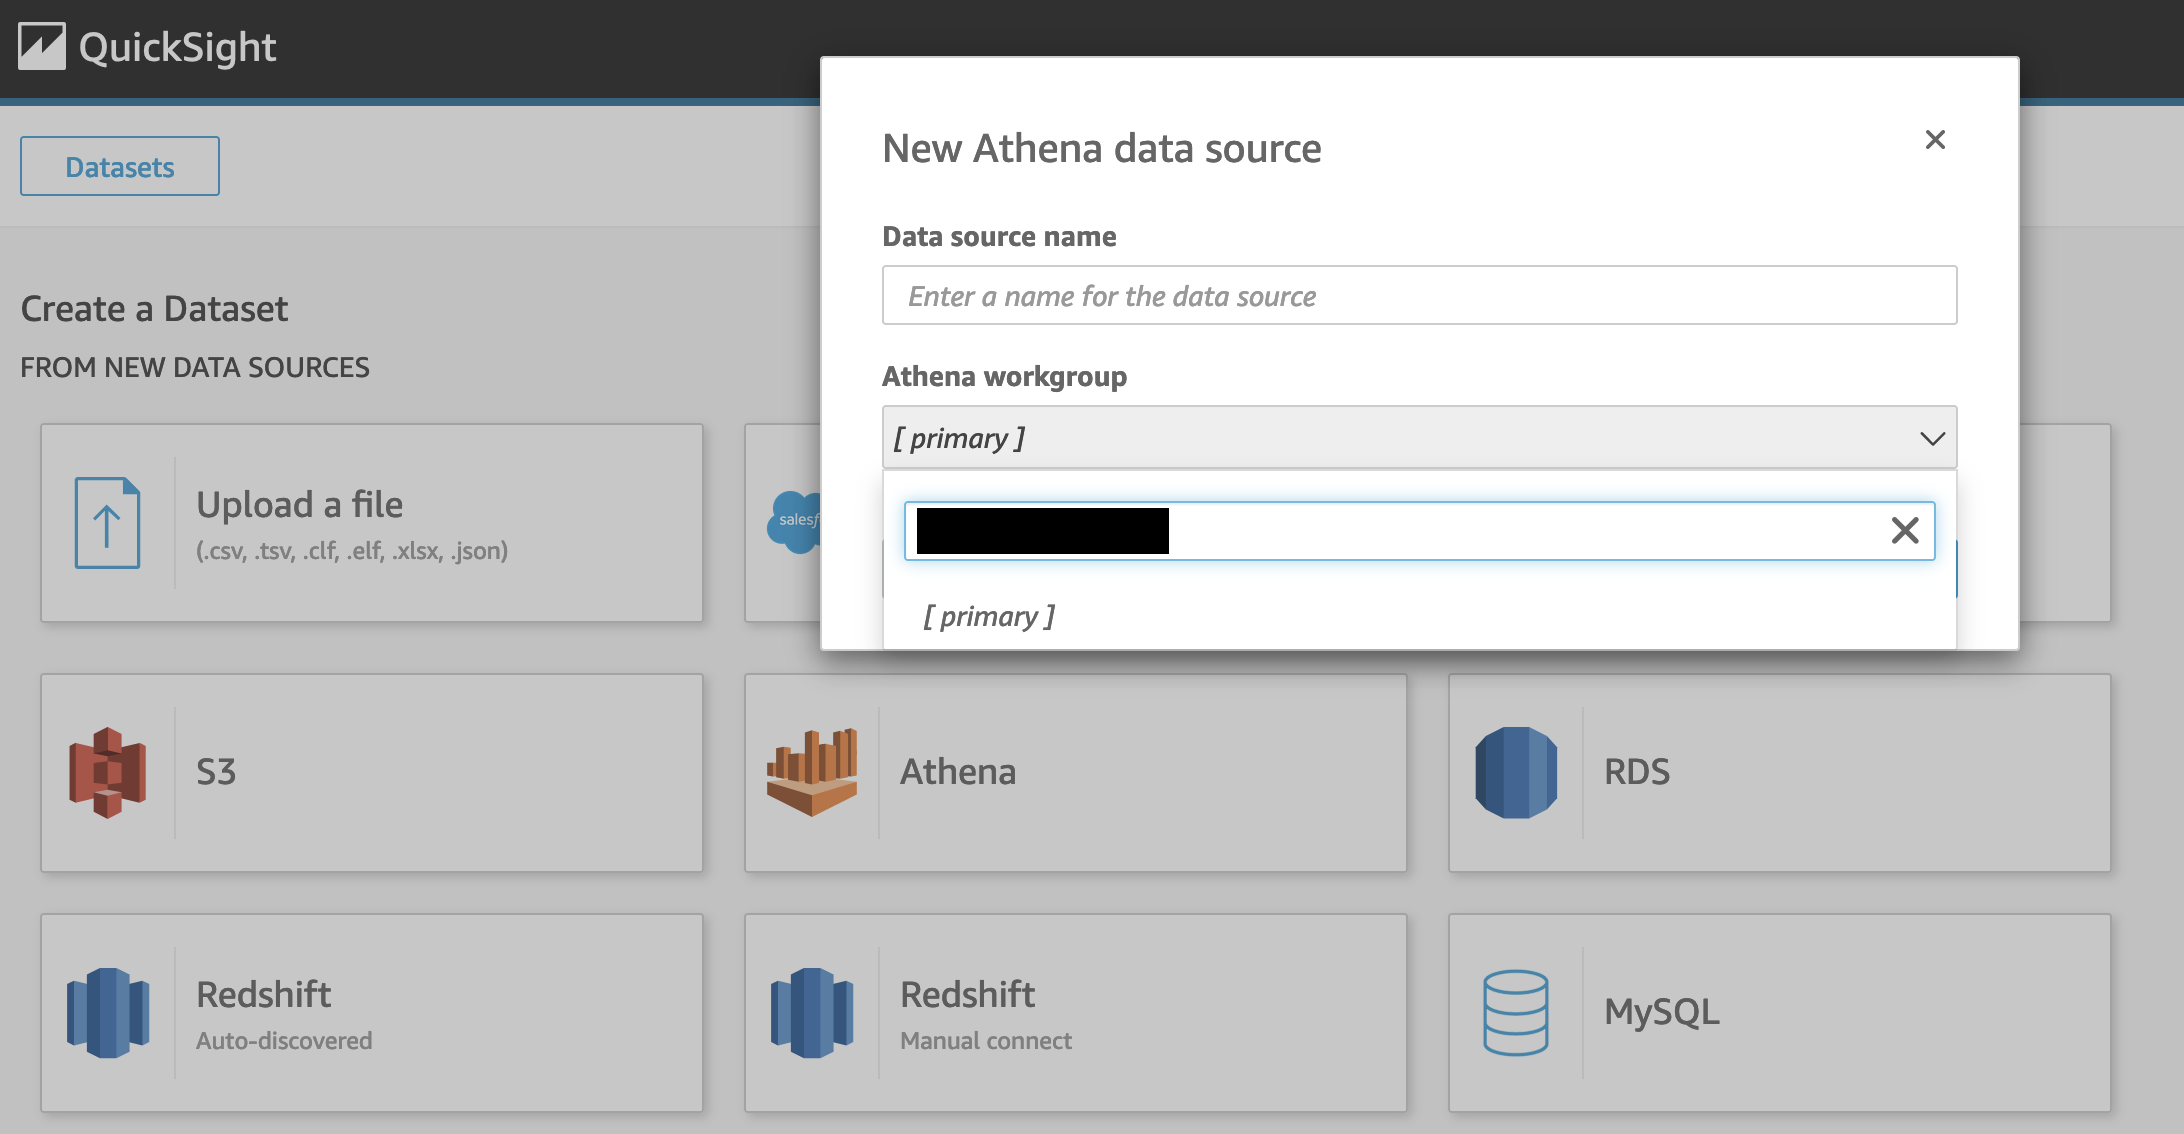 QuickSight
Datasets
Create a Dataset
FROM NEW DATA SOURCES
Upload a file
(.csv, .tsv, .clf, .elf, .xlsx, .json)
New Athena data source
Data source name
Enter a name for the data source
Athena workgroup
[ primary ]
[ primary ]
S3
Athena
RDS
Redshift
Auto-discovered
Redshift
Manual connect
MySQL